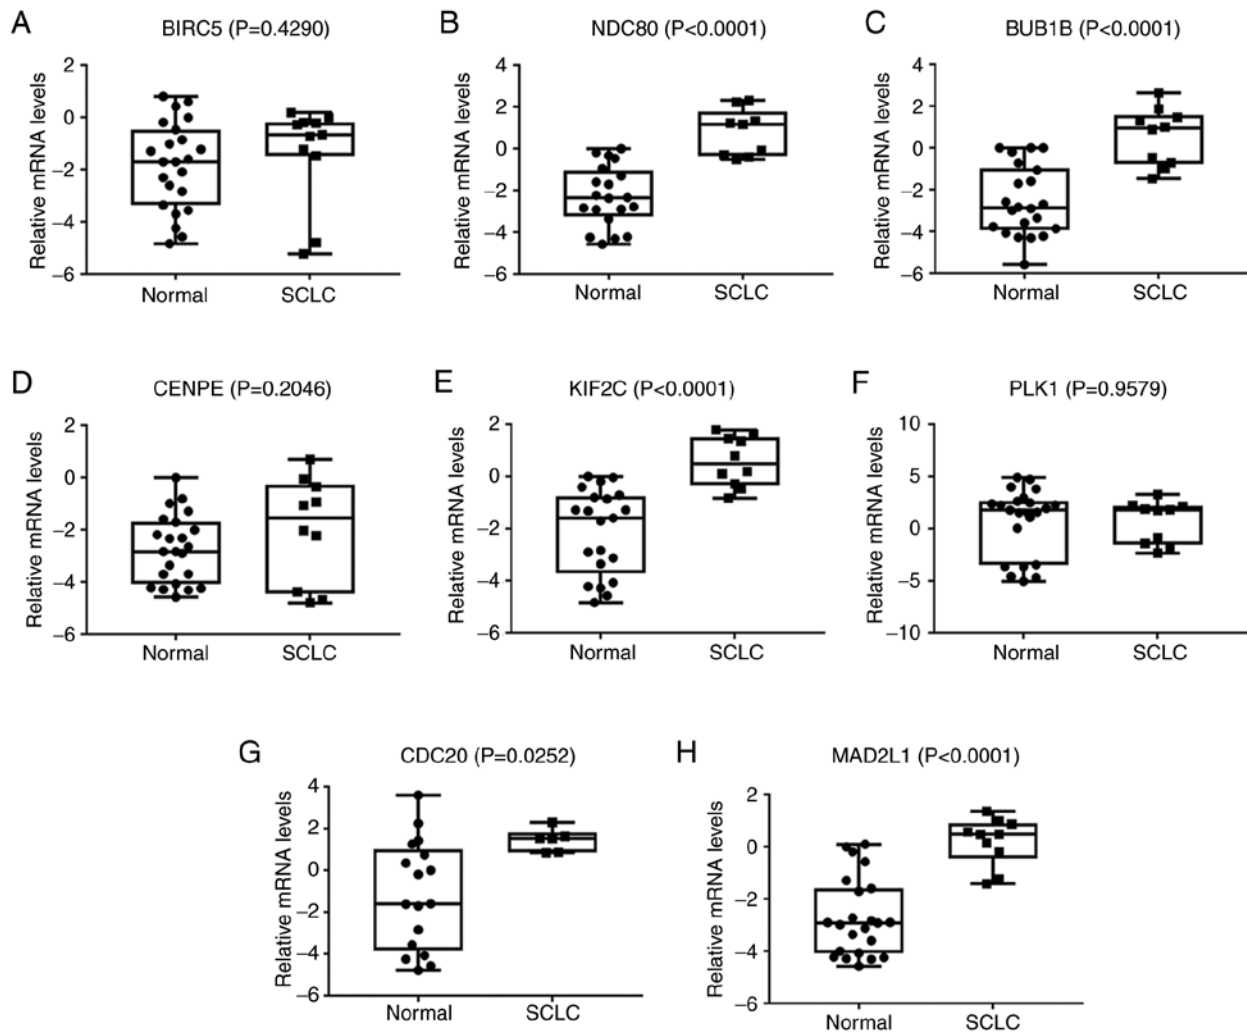 A
BIRC5 (P=0.4290)
Relative mRNA levels
2
0
−2
−4
−6
Normal
SCLC
B
NDC80 (P<0.0001)
Relative mRNA levels
4
2
0
−2
−4
−6
Normal
SCLC
C
BUB1B (P<0.0001)
Relative mRNA levels
4
2
0
−2
−4
−6
Normal
SCLC
D
CENPE (P=0.2046)
Relative mRNA levels
2
0
−2
−4
−6
Normal
SCLC
E
KIF2C (P<0.0001)
Relative mRNA levels
2
0
−2
−4
−6
Normal
SCLC
F
PLK1 (P=0.9579)
Relative mRNA levels
10
5
0
−5
−10
Normal
SCLC
G
CDC20 (P=0.0252)
Relative mRNA levels
4
2
0
−2
−4
−6
Normal
SCLC
H
MAD2L1 (P<0.0001)
Relative mRNA levels
2
0
−2
−4
−6
Normal
SCLC